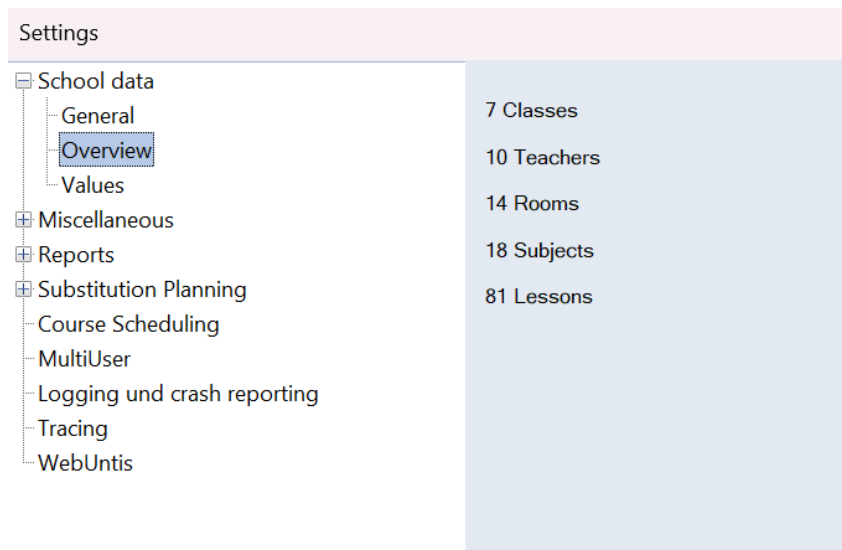 Settings
School data
General
Overview
Values
Miscellaneous
Reports
Substitution Planning
Course Scheduling
MultiUser
Logging und crash reporting
Tracing
WebUntis
7 Classes
10 Teachers
14 Rooms
18 Subjects
81 Lessons